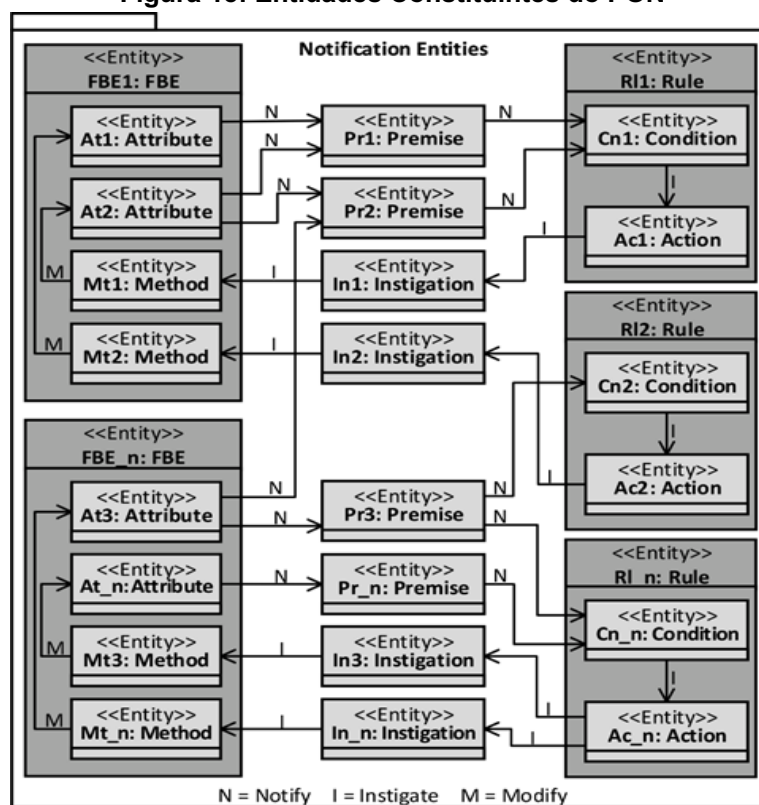 Entidades Constituintes do PON
Notification Entities
<<Entity>>
FBE1: FBE
<<Entity>>
At1: Attribute
<<Entity>>
At2: Attribute
<<Entity>>
Mt1: Method
<<Entity>>
Mt2: Method
M
M
N
N
N
I
I
<<Entity>>
Pr1: Premise
<<Entity>>
Pr2: Premise
<<Entity>>
In1: Instigation
<<Entity>>
In2: Instigation
N
N
I
<<Entity>>
Rl1: Rule
<<Entity>>
Cn1: Condition
I
<<Entity>>
Ac1: Action
<<Entity>>
Rl2: Rule
<<Entity>>
Cn2: Condition
I
<<Entity>>
Ac2: Action
I
<<Entity>>
FBE_n: FBE
<<Entity>>
At3: Attribute
<<Entity>>
At_n:Attribute
<<Entity>>
Mt3: Method
<<Entity>>
Mt_n: Method
M
M
N
N
N
I
I
<<Entity>>
Pr3: Premise
<<Entity>>
Pr_n: Premise
<<Entity>>
In3: Instigation
<<Entity>>
In_n: Instigation
N
N
N
I
I
<<Entity>>
Rl_n: Rule
<<Entity>>
Cn_n: Condition
I
<<Entity>>
Ac_n: Action
N = Notify I = Instigate M = Modify